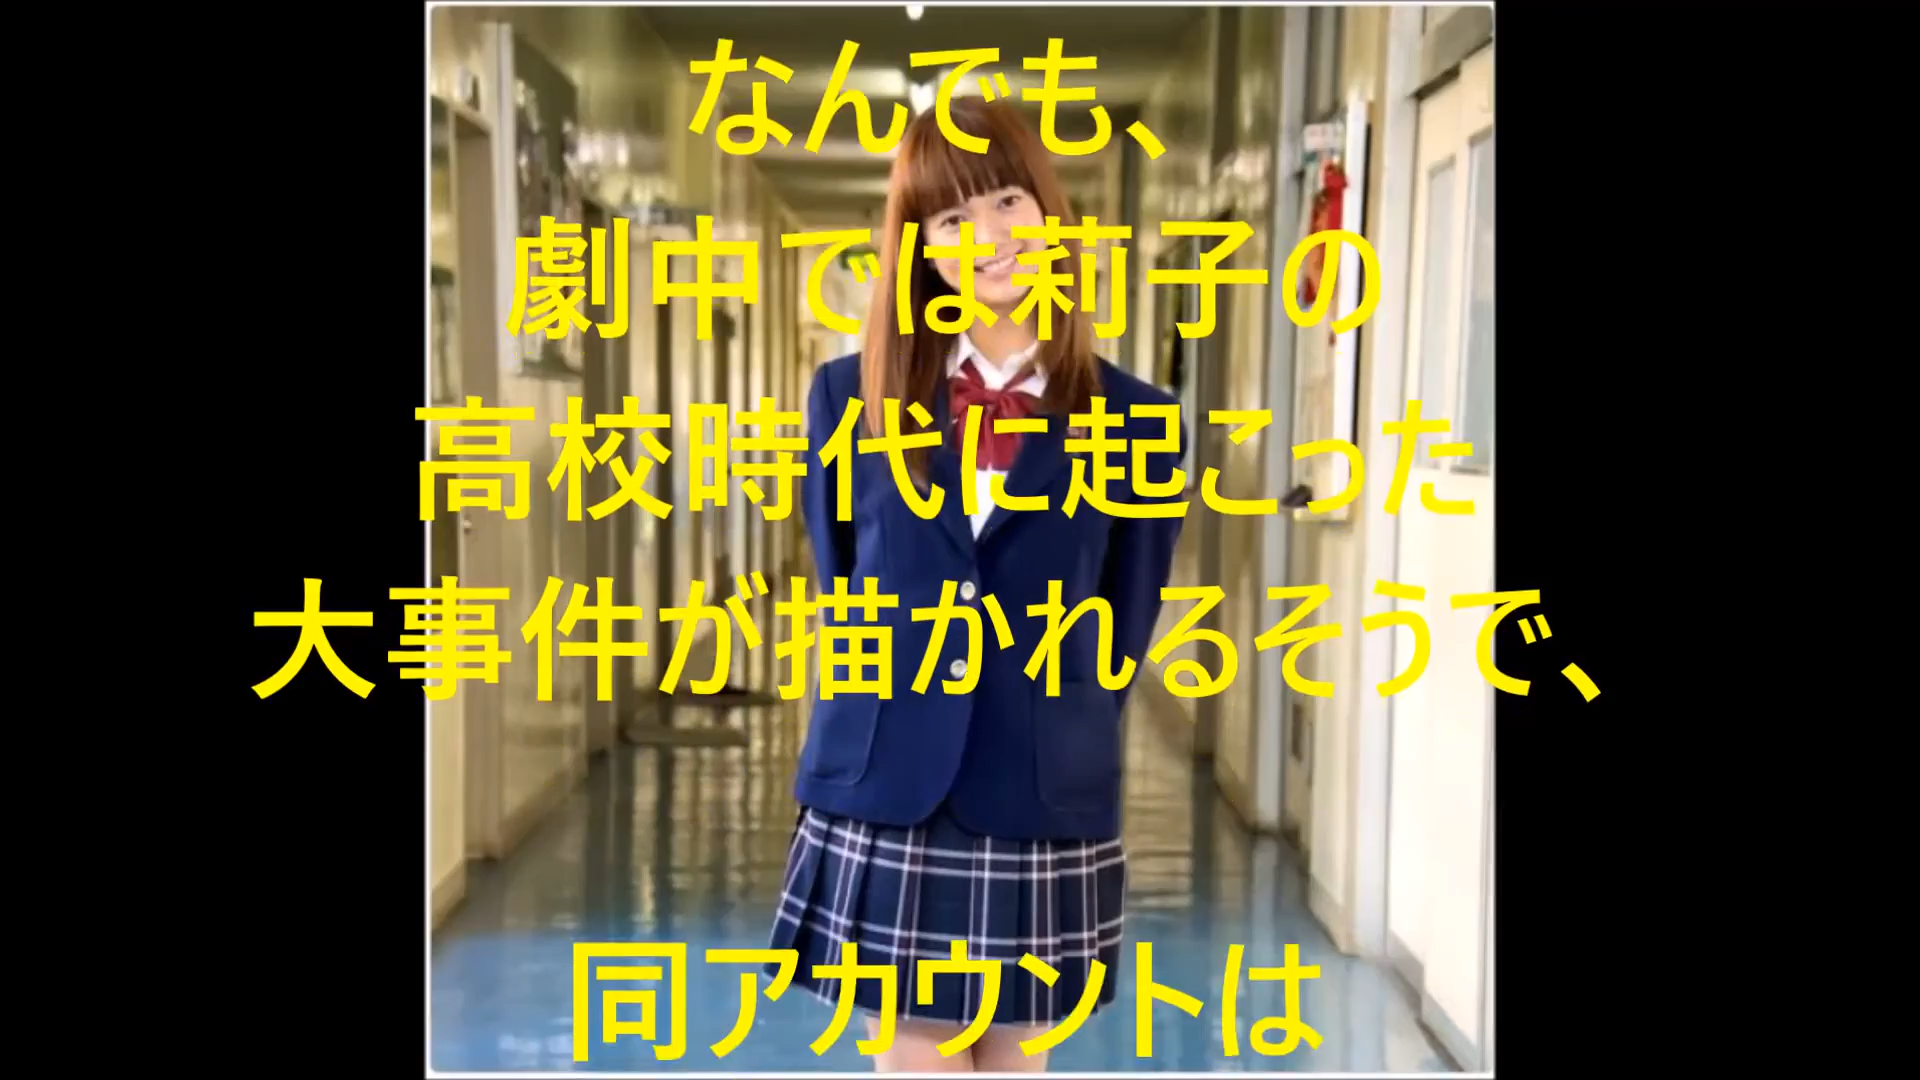 なんでも、
劇中では莉子の
高校時代に起こった
大事件が描かれるそうで、
同アカウントは